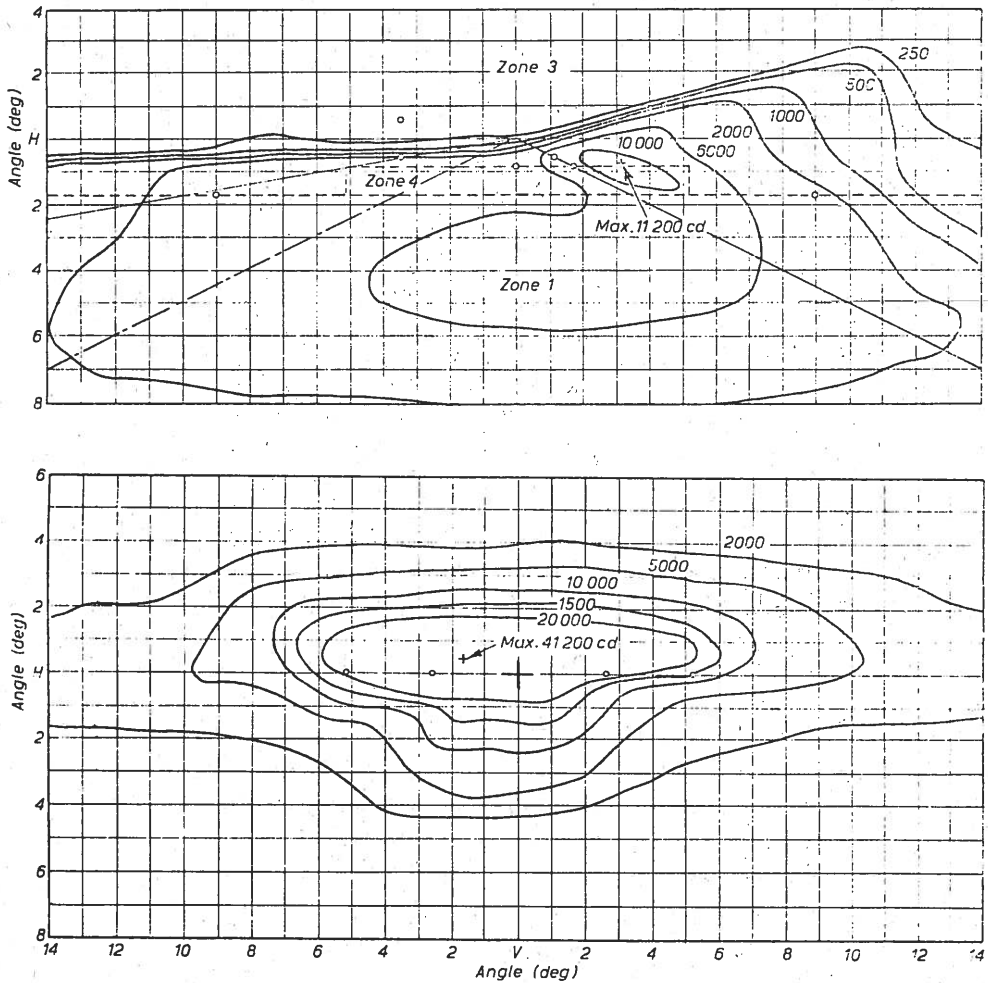 4
2
H
2
4
6
8
Angle (deg)
Zone 3
250
500
1000
2000
6000
10 000
Zone 4
Max. 11 200 cd
Zone 1
6
4
2
H
2
4
6
8
Angle (deg)
2000
5000
10 000
1500
20 000
Max. 41 200 cd
14 12 10 8 6 4 2 V 2 4 6 8 10 12 14
Angle (deg)